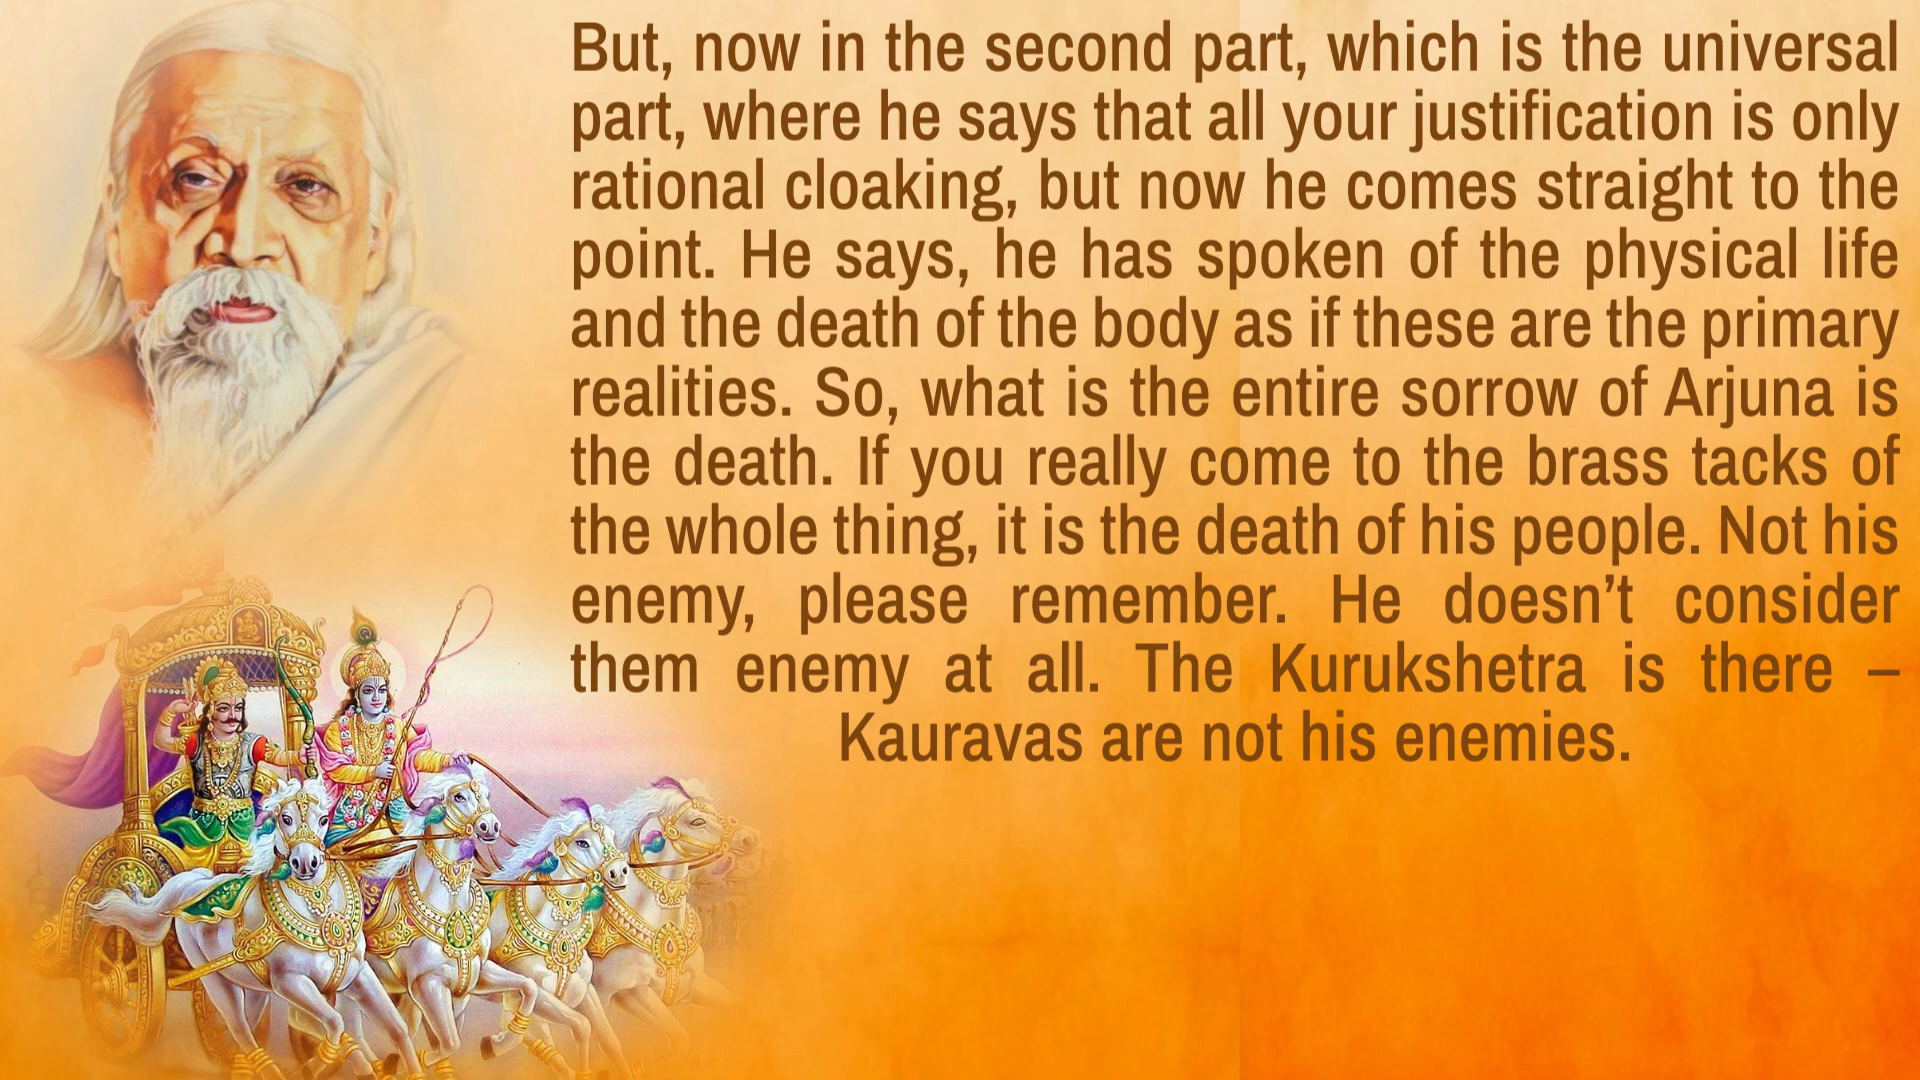 But, now in the second part, which is the universal
part, where he says that all your justification is only
rational cloaking, but now he comes straight to the
point. He says, he has spoken of the physical life
and the death of the body as if these are the primary
realities. So, what is the entire sorrow of Arjuna is
the death. If you really come to the brass tacks of
the whole thing, it is the death of his people. Not his
enemy, please remember. He doesn’t consider
them enemy at all. The Kurukshetra is there –
Kauravas are not his enemies.